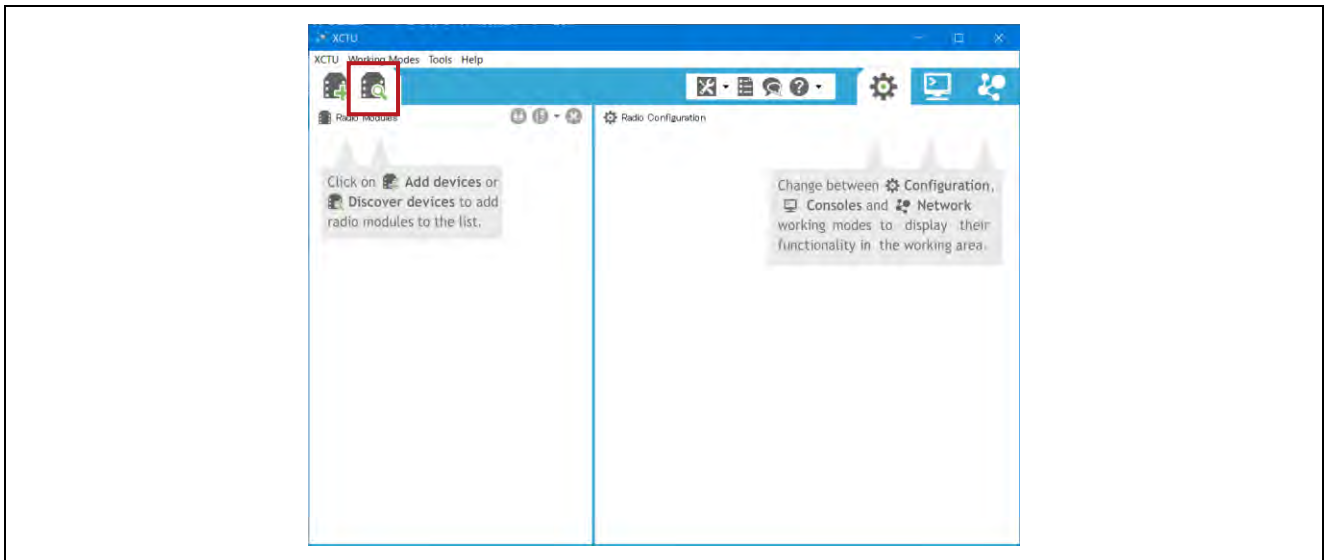 XCTU
XCTU Working Modes Tools Help
Radio Modules
Radio Configuration
Click on Add devices or
Discover devices to add
radio modules to the list.
Change between Configuration,
Consoles and Network
working modes to display their
functionality in the working area.